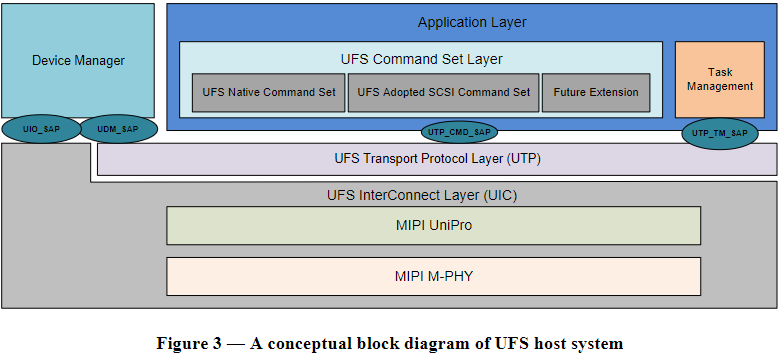 Device Manager
Application Layer
UFS Command Set Layer
UFS Native Command Set
UFS Adopted SCSI Command Set
Future Extension
Task
Management
UIO_SAP
UDM_SAP
UTP_CMD_SAP
UTP_TM_SAP
UFS Transport Protocol Layer (UTP)
UFS InterConnect Layer (UIC)
MIPI UniPro
MIPI M-PHY
Figure 3 — A conceptual block diagram of UFS host system